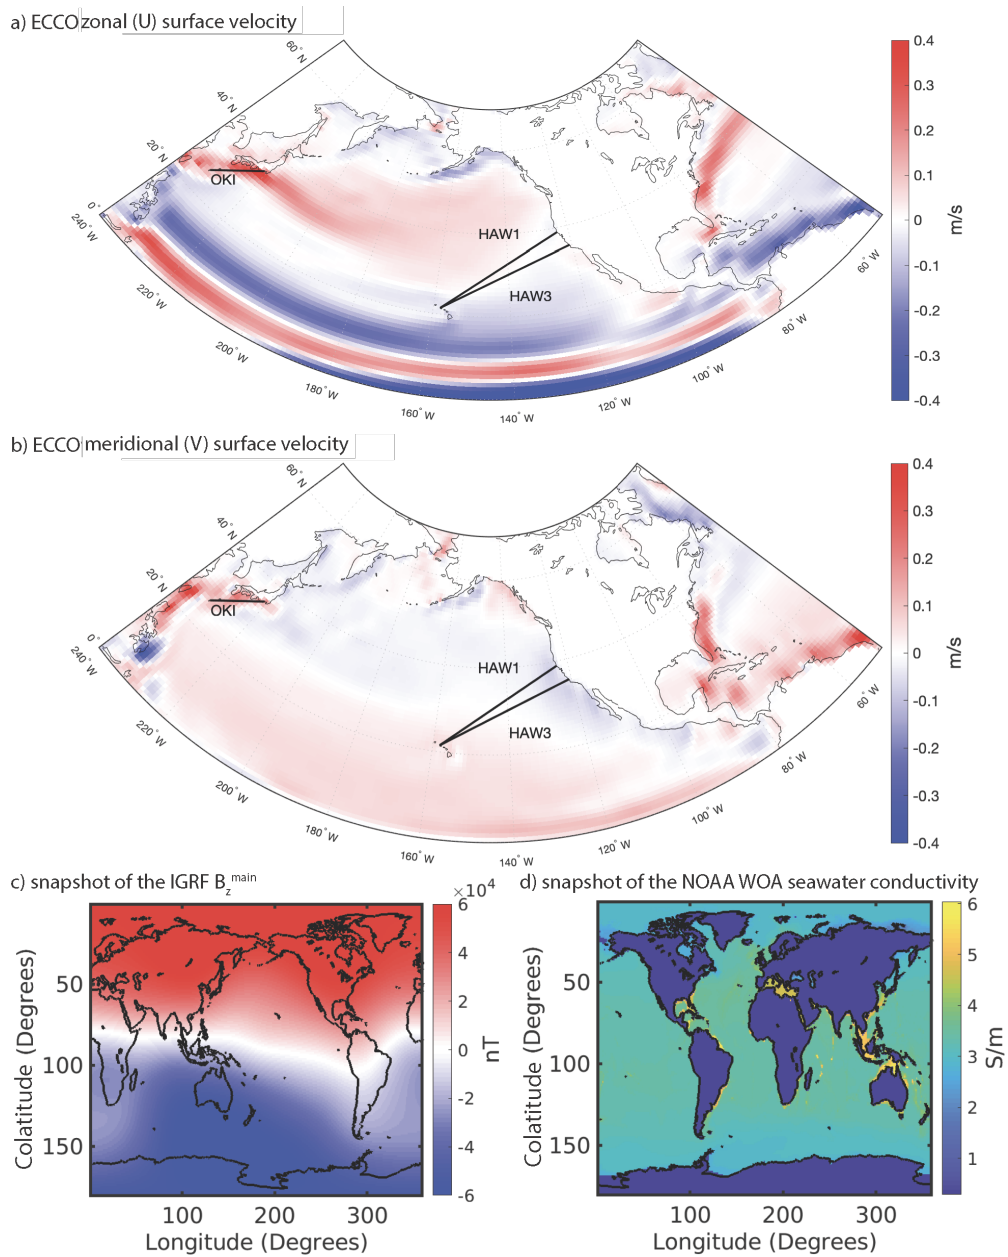 a) ECCO zonal (U) surface velocity
60° N
40° N
20° N
0°
240° W
220° W
200° W
180° W
160° W
140° W
120° W
100° W
80° W
60° W
OKI
HAW1
HAW3
0.4
0.3
0.2
0.1
0
-0.1
-0.2
-0.3
-0.4
m/s
b) ECCO meridional (V) surface velocity
60° N
40° N
20° N
0°
240° W
220° W
200° W
180° W
160° W
140° W
120° W
100° W
80° W
60° W
OKI
HAW1
HAW3
0.4
0.3
0.2
0.1
0
-0.1
-0.2
-0.3
-0.4
m/s
c) snapshot of the IGRF B_z^main
×10^4
6
4
2
0
-2
-4
-6
nT
50
100
150
Colatitude (Degrees)
100
200
300
Longitude (Degrees)
d) snapshot of the NOAA WOA seawater conductivity
6
5
4
3
2
1
S/m
50
100
150
Colatitude (Degrees)
100
200
300
Longitude (Degrees)